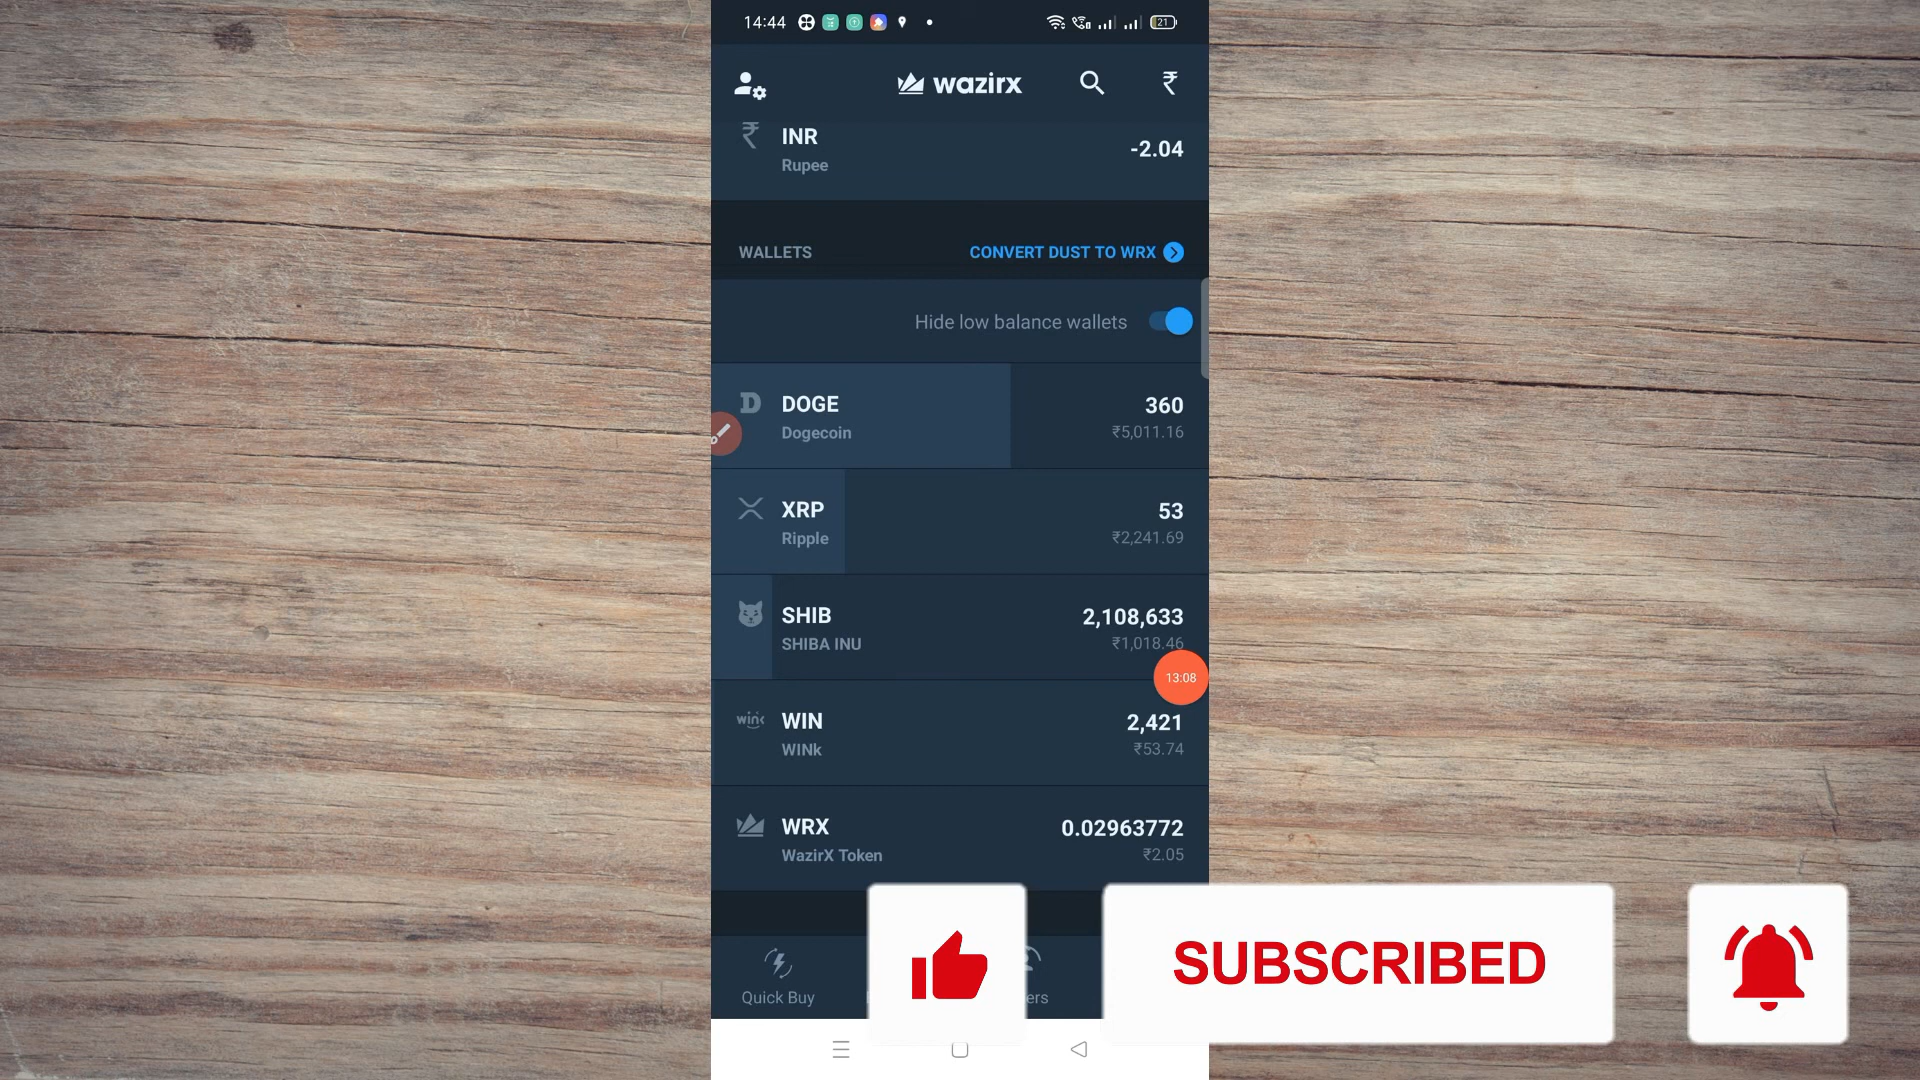 14:44
21
wazirx
₹
₹ INR
Rupee
-2.04
WALLETS
CONVERT DUST TO WRX
Hide low balance wallets
DOGE
360
Dogecoin
₹5,011.16
XRP
53
Ripple
₹2,241.69
SHIB
2,108,633
SHIBA INU
₹1,018.46
13:08
WIN
2,421
WINk
₹53.74
WRX
0.02963772
WazirX Token
₹2.05
SUBSCRIBED
Quick Buy
ers